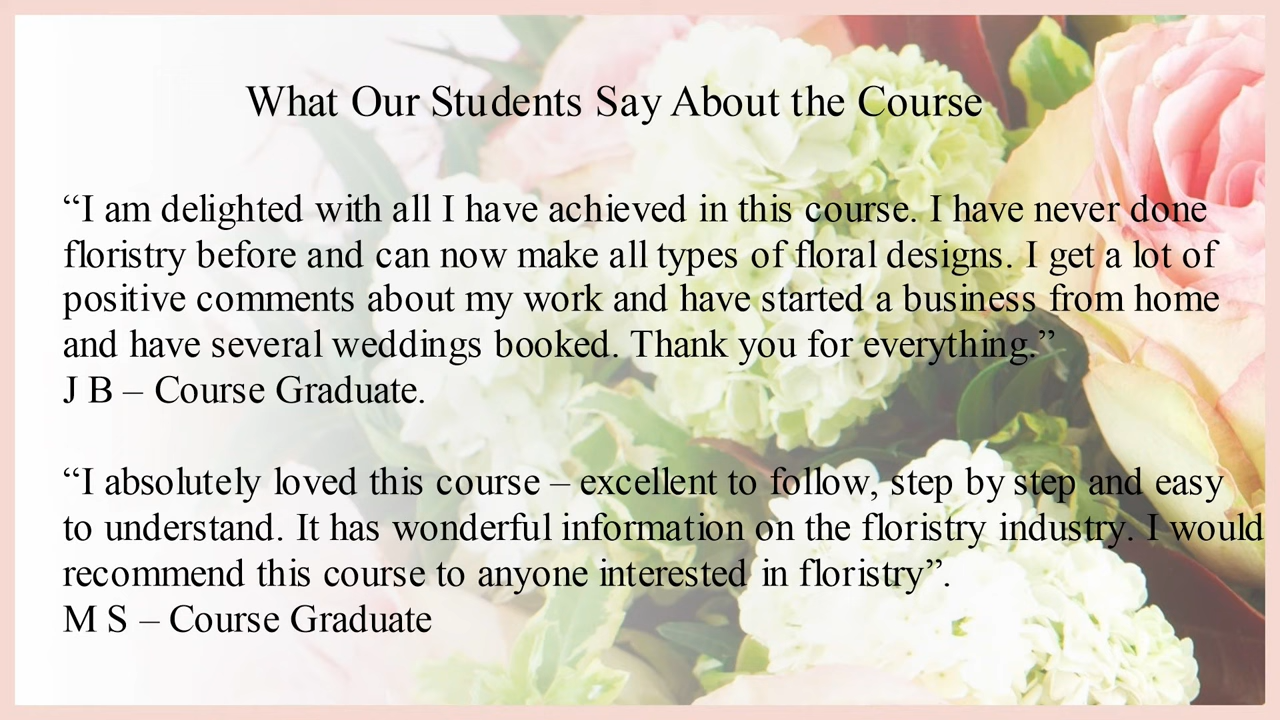 What Our Students Say About the Course
“I am delighted with all I have achieved in this course. I have never done
floristry before and can now make all types of floral designs. I get a lot of
positive comments about my work and have started a business from home
and have several weddings booked. Thank you for everything.”
J B – Course Graduate.
“I absolutely loved this course – excellent to follow, step by step and easy
to understand. It has wonderful information on the floristry industry. I would
recommend this course to anyone interested in floristry”.
M S – Course Graduate